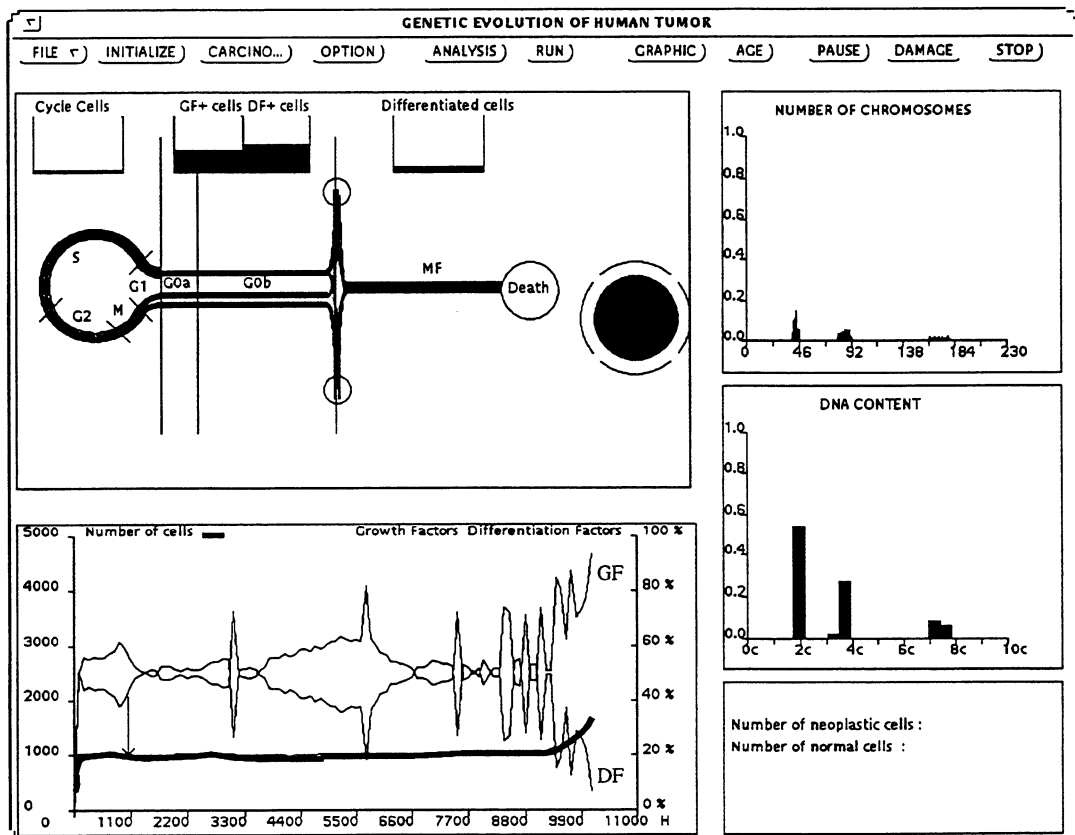 GENETIC EVOLUTION OF HUMAN TUMOR
FILE INITIALIZE ) CARCINO... ) OPTION ) ANALYSIS ) RUN ) GRAPHIC ) AGE ) PAUSE ) DAMAGE STOP )
Cycle Cells GF+ cells DF+ cells Differentiated cells
S
G1 G0a G0b MF Death
G2 M
NUMBER OF CHROMOSOMES
1.0
0.8
0.6
0.4
0.2
0.0
0 46 92 138 184 230
DNA CONTENT
1.0
0.8
0.6
0.4
0.2
0.0
0c 2c 4c 6c 8c 10c
Number of cells Growth Factors Differentiation Factors
5000 100 %
4000 80 %
3000 60 %
2000 40 %
1000 20 %
0 0 %
GF
DF
0 1100 2200 3300 4400 5500 6600 7700 8800 9900 11000 H
Number of neoplastic cells :
Number of normal cells :